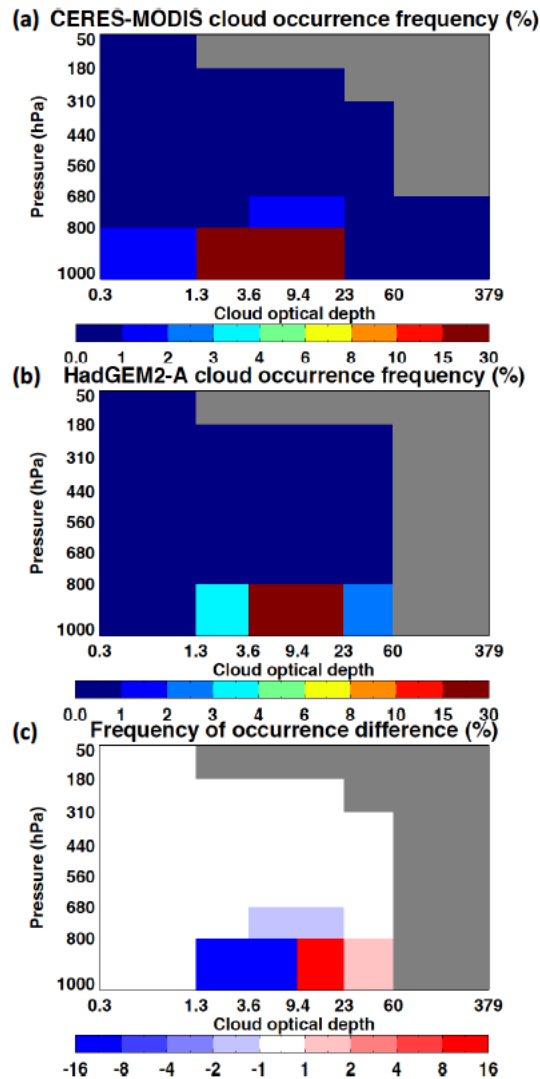 (a) CERES-MODIS cloud occurrence frequency (%)
50
180
310
440
560
680
800
1000
Pressure (hPa)
0.3 1.3 3.6 9.4 23 60 379
Cloud optical depth
0.0 1 2 3 4 6 8 10 15 30
(b) HadGEM2-A cloud occurrence frequency (%)
50
180
310
440
560
680
800
1000
Pressure (hPa)
0.3 1.3 3.6 9.4 23 60 379
Cloud optical depth
0.0 1 2 3 4 6 8 10 15 30
(c) Frequency of occurrence difference (%)
50
180
310
440
560
680
800
1000
Pressure (hPa)
0.3 1.3 3.6 9.4 23 60 379
Cloud optical depth
-16 -8 -4 -2 -1 1 2 4 8 16